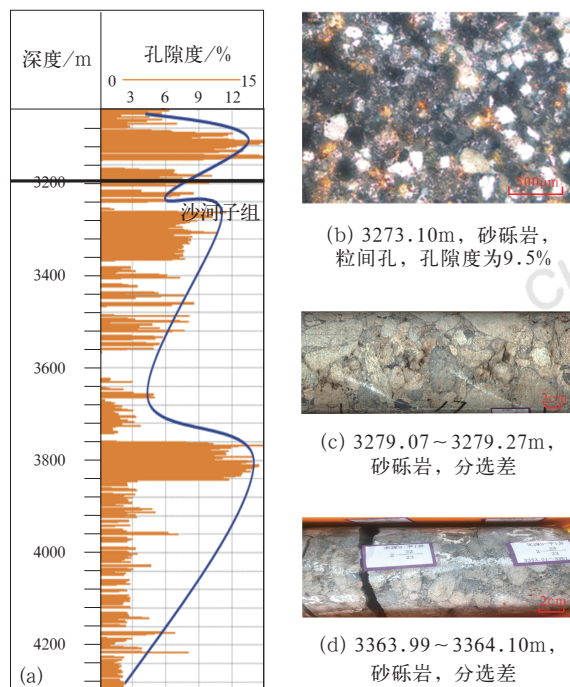 深度/m
孔隙度/%
0
15
3 6 9 12
3200
沙河子组
3400
3600
3800
4000
4200
(a)
(b) 3273.10m，砂砾岩，
粒间孔，孔隙度为9.5%
2cm
(c) 3279.07～3279.27m，
砂砾岩，分选差
2cm
(d) 3363.99～3364.10m，
砂砾岩，分选差